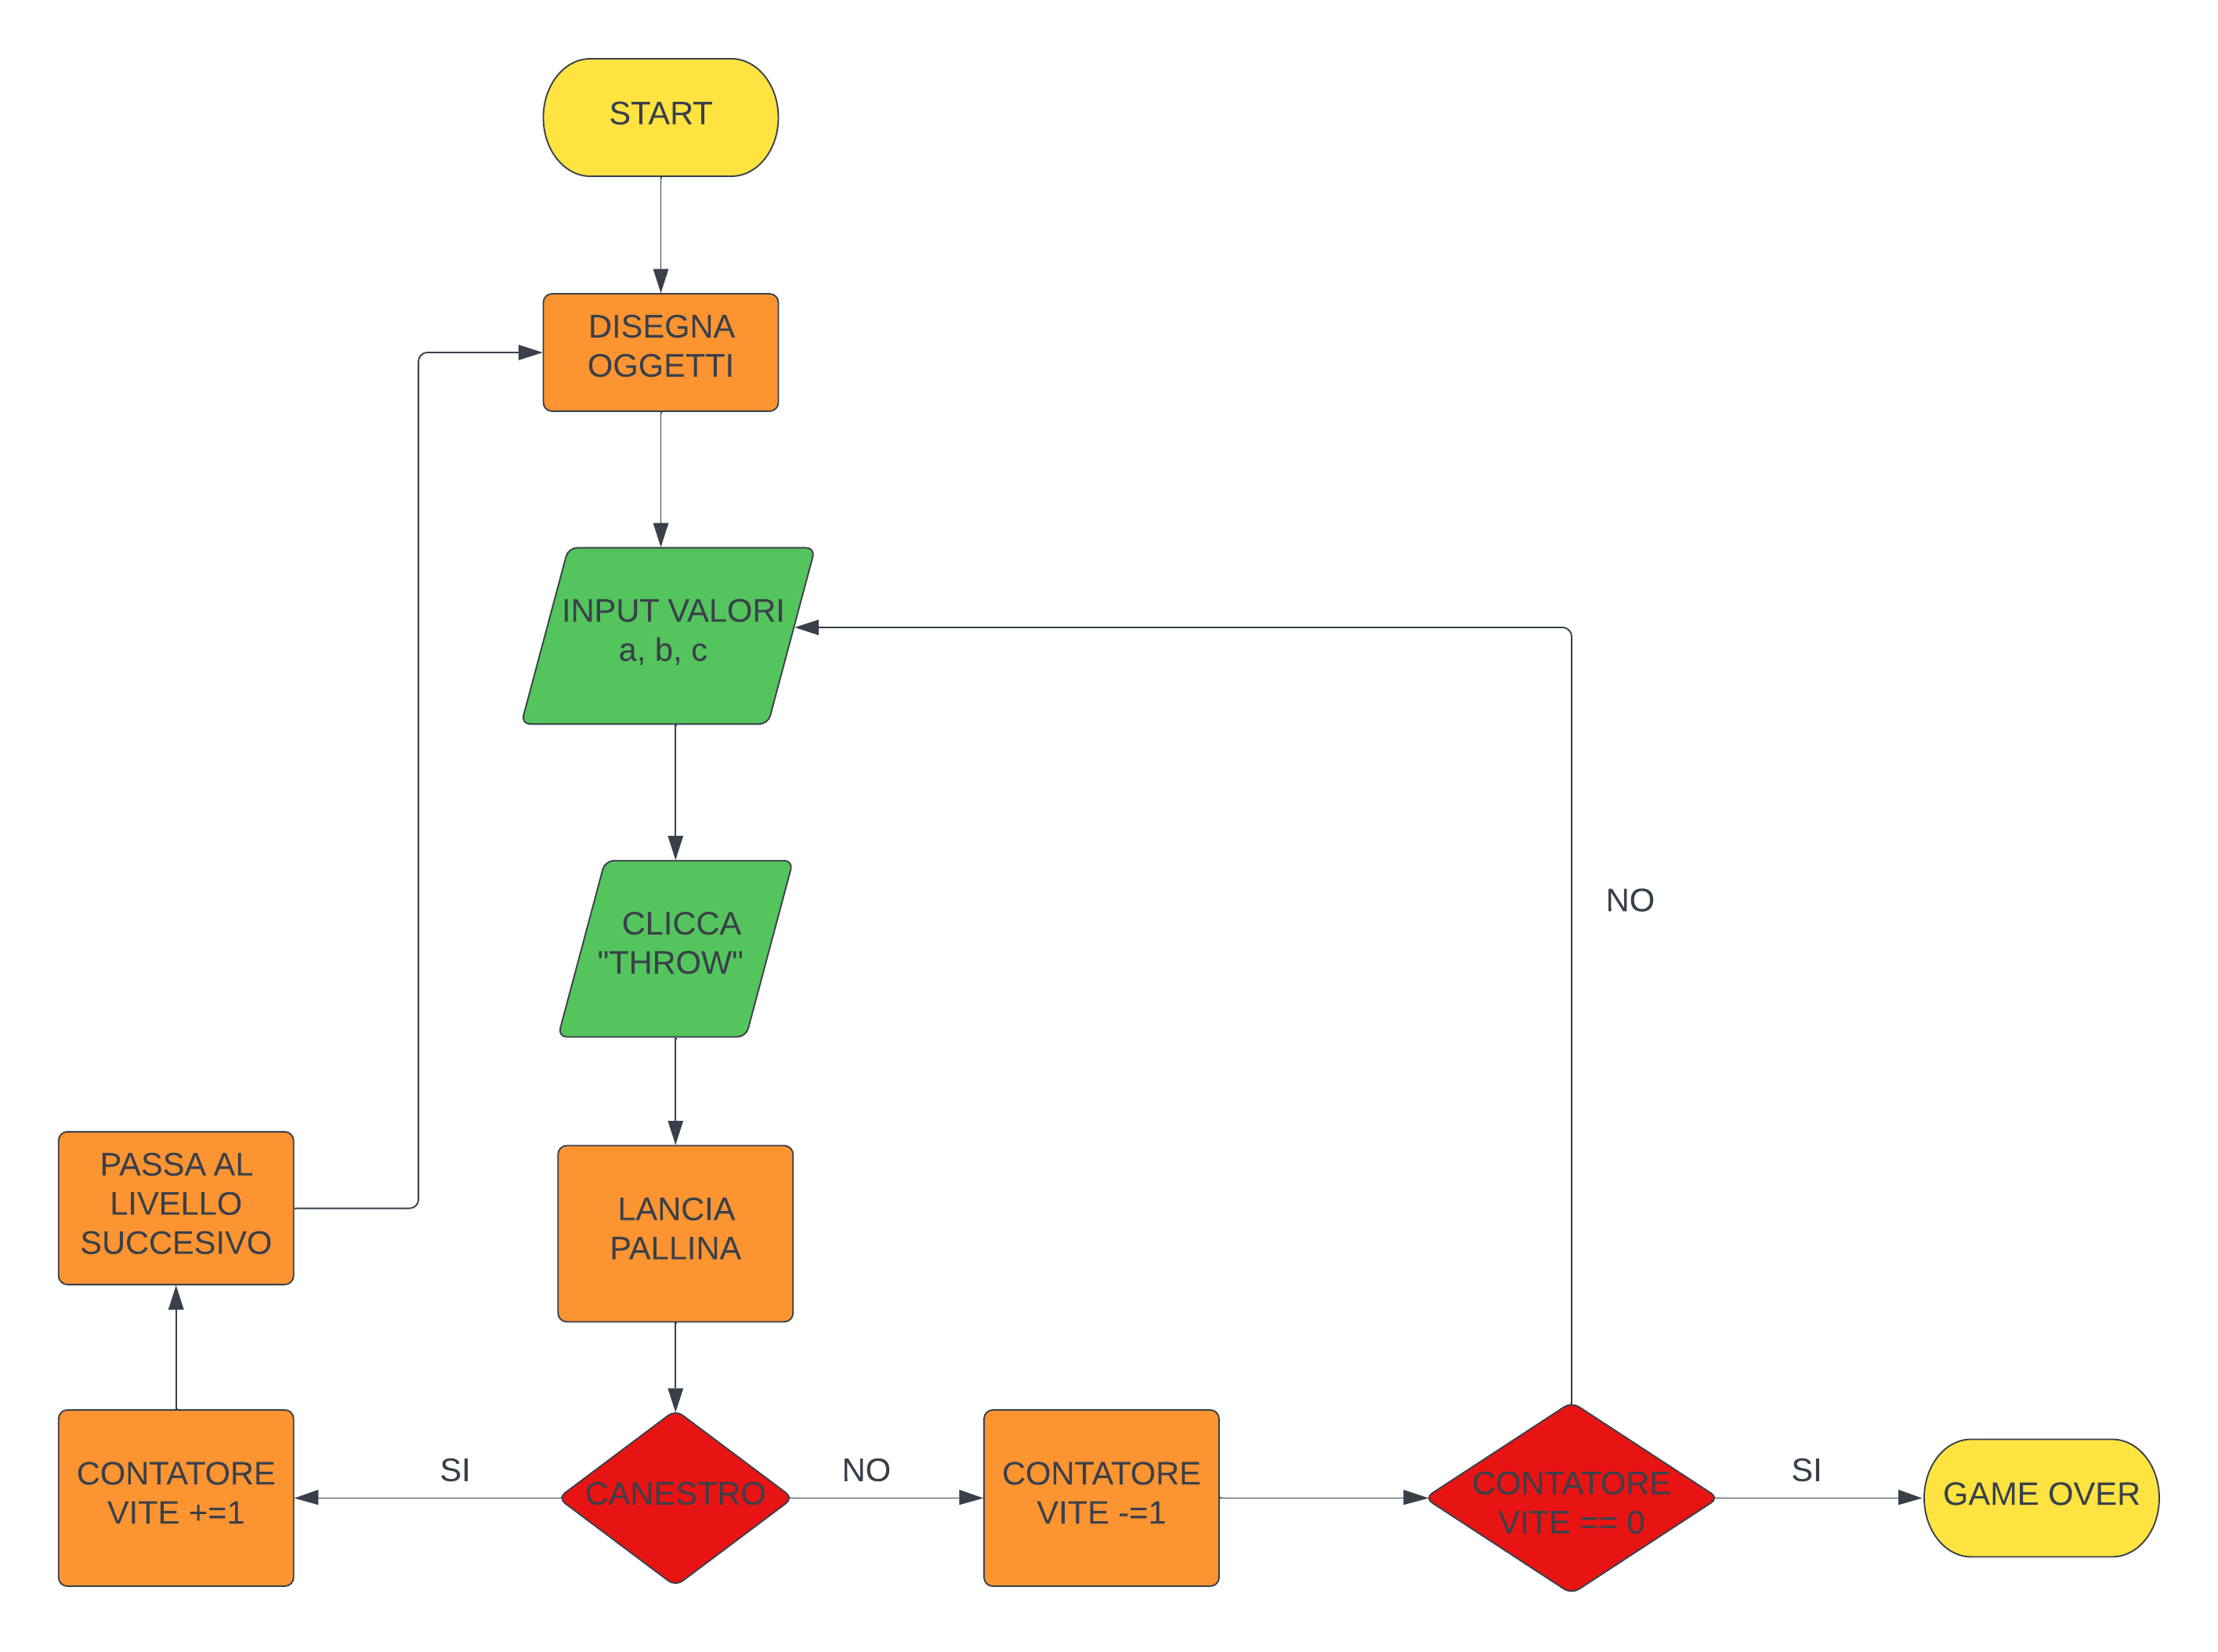 START
DISEGNA
OGGETTI
INPUT VALORI
a, b, c
CLICCA
"THROW"
NO
PASSA AL
LIVELLO
SUCCESIVO
LANCIA
PALLINA
CONTATORE
VITE +=1
SI
CANESTRO
NO
CONTATORE
VITE -=1
CONTATORE
VITE == 0
SI
GAME OVER